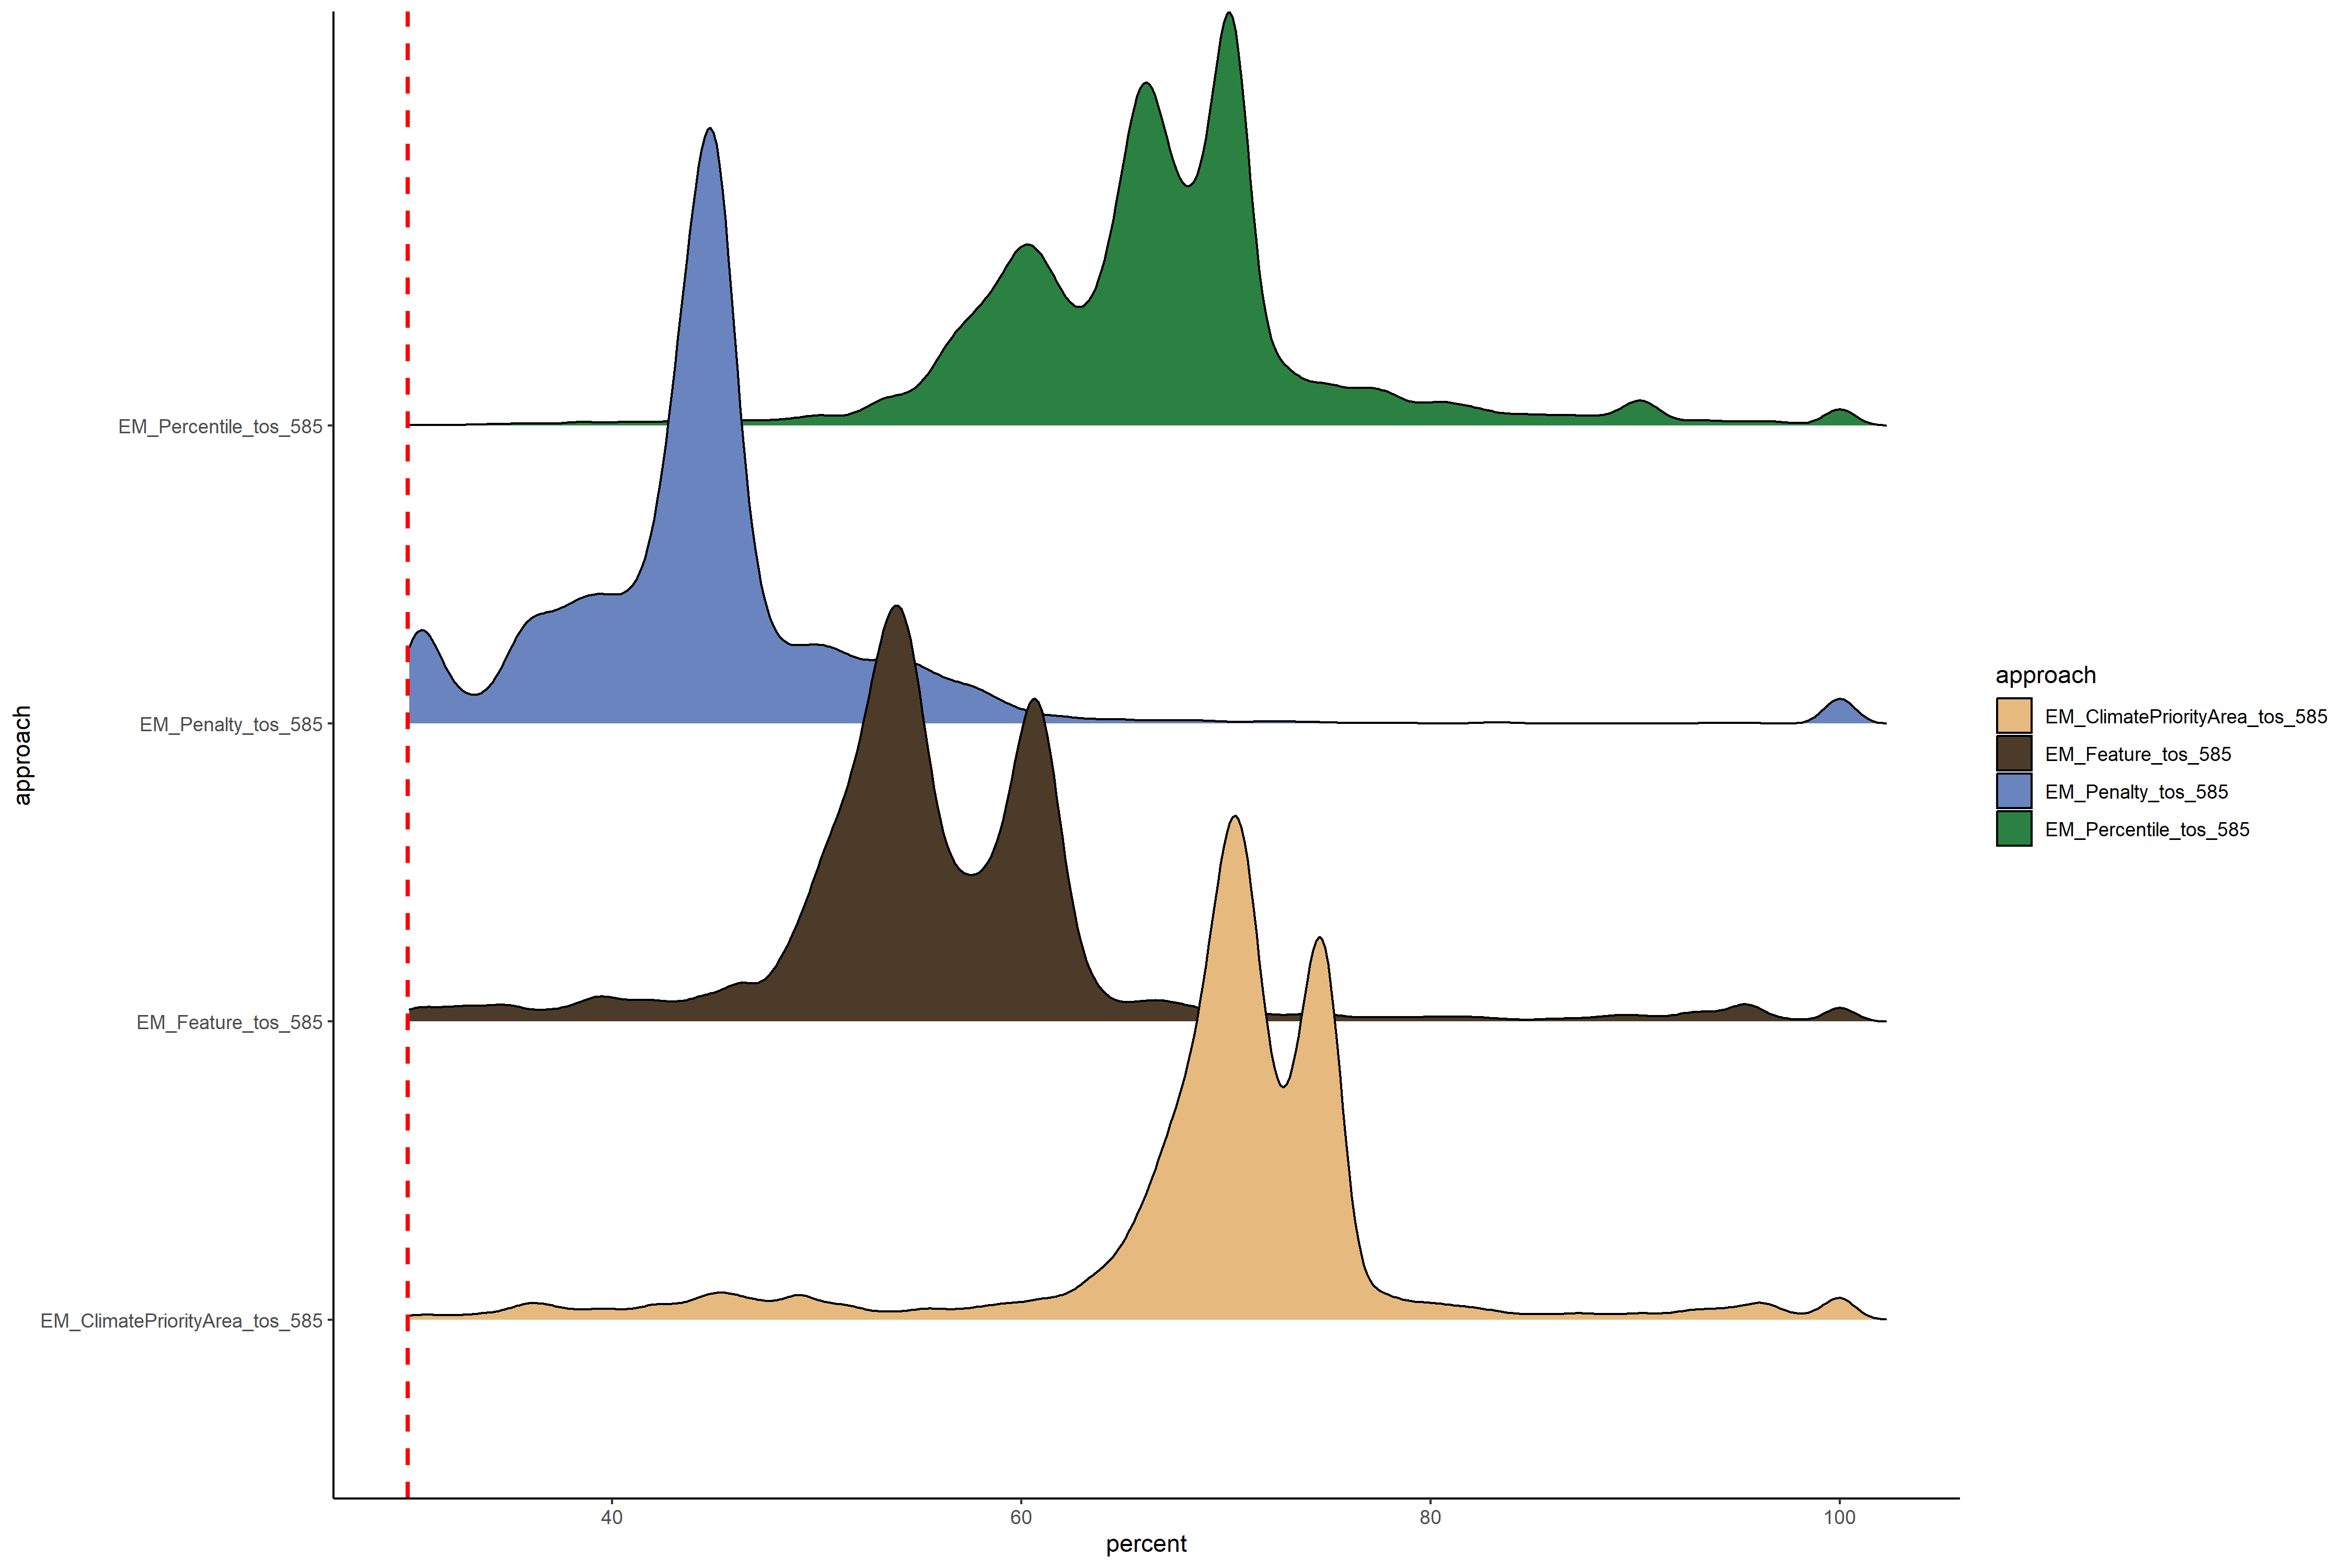 approach
EM_Percentile_tos_585
EM_Penalty_tos_585
EM_Feature_tos_585
EM_ClimatePriorityArea_tos_585
40
60
80
100
percent
approach
EM_ClimatePriorityArea_tos_585
EM_Feature_tos_585
EM_Penalty_tos_585
EM_Percentile_tos_585